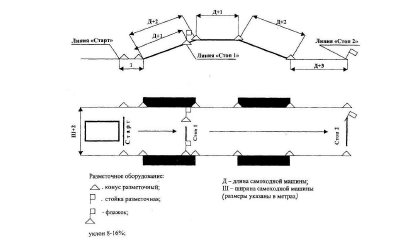 Д+1
Д+2
Д+2
Д+1
Линия «Старт»
Линия «Стоп 1»
Линия «Стоп 2»
1
Д+3
Ш+2
Старт
Стоп 1
Стоп 2
Разметочное оборудование:
- конус разметочный;
- стойка разметочная;
- флажок;
уклон 8-16%.
Д – длина самоходной машины
Ш – ширина самоходной машины
(размеры указаны в метрах)